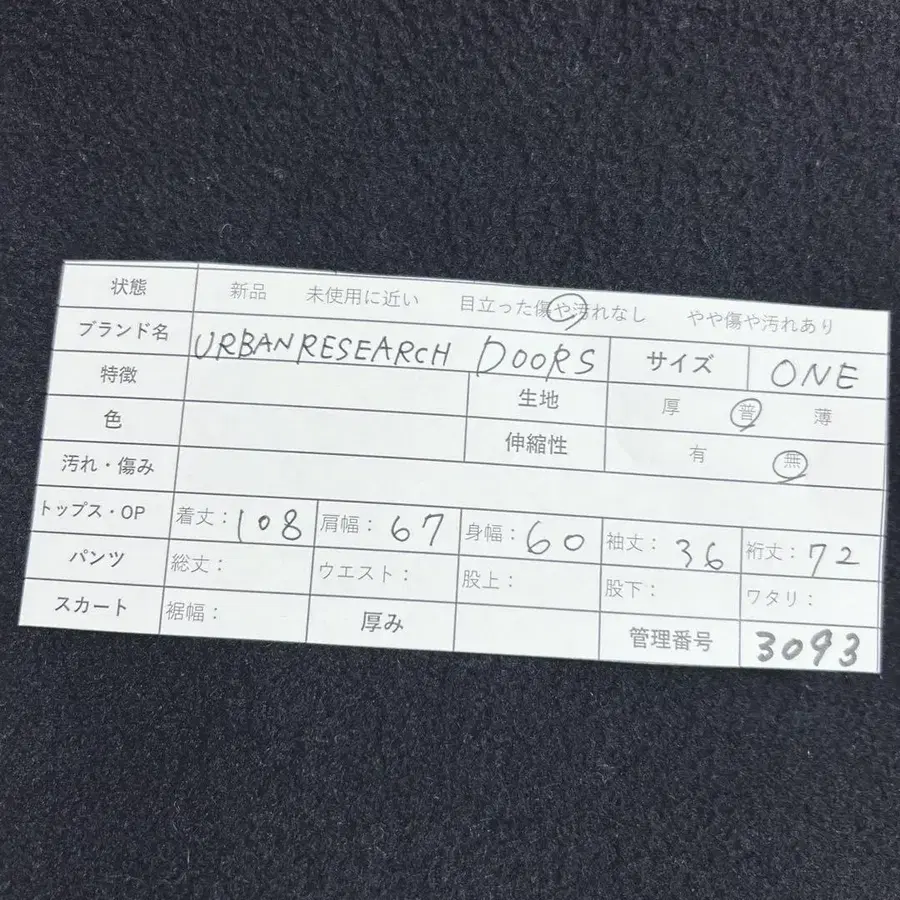 状態 新品 未使用に近い 目立った傷や汚れなし やや傷や汚れあり
ブランド名 URBAN RESEARCH DOORS サイズ ONE
特徴 生地 厚 普 薄
色 伸縮性 有 無
汚れ・傷み
トップス・OP 着丈：108 肩幅：67 身幅：60 袖丈：36 裄丈：72
パンツ 総丈： ウエスト： 股上： 股下： ワタリ：
スカート 裾幅： 厚み 管理番号 3093